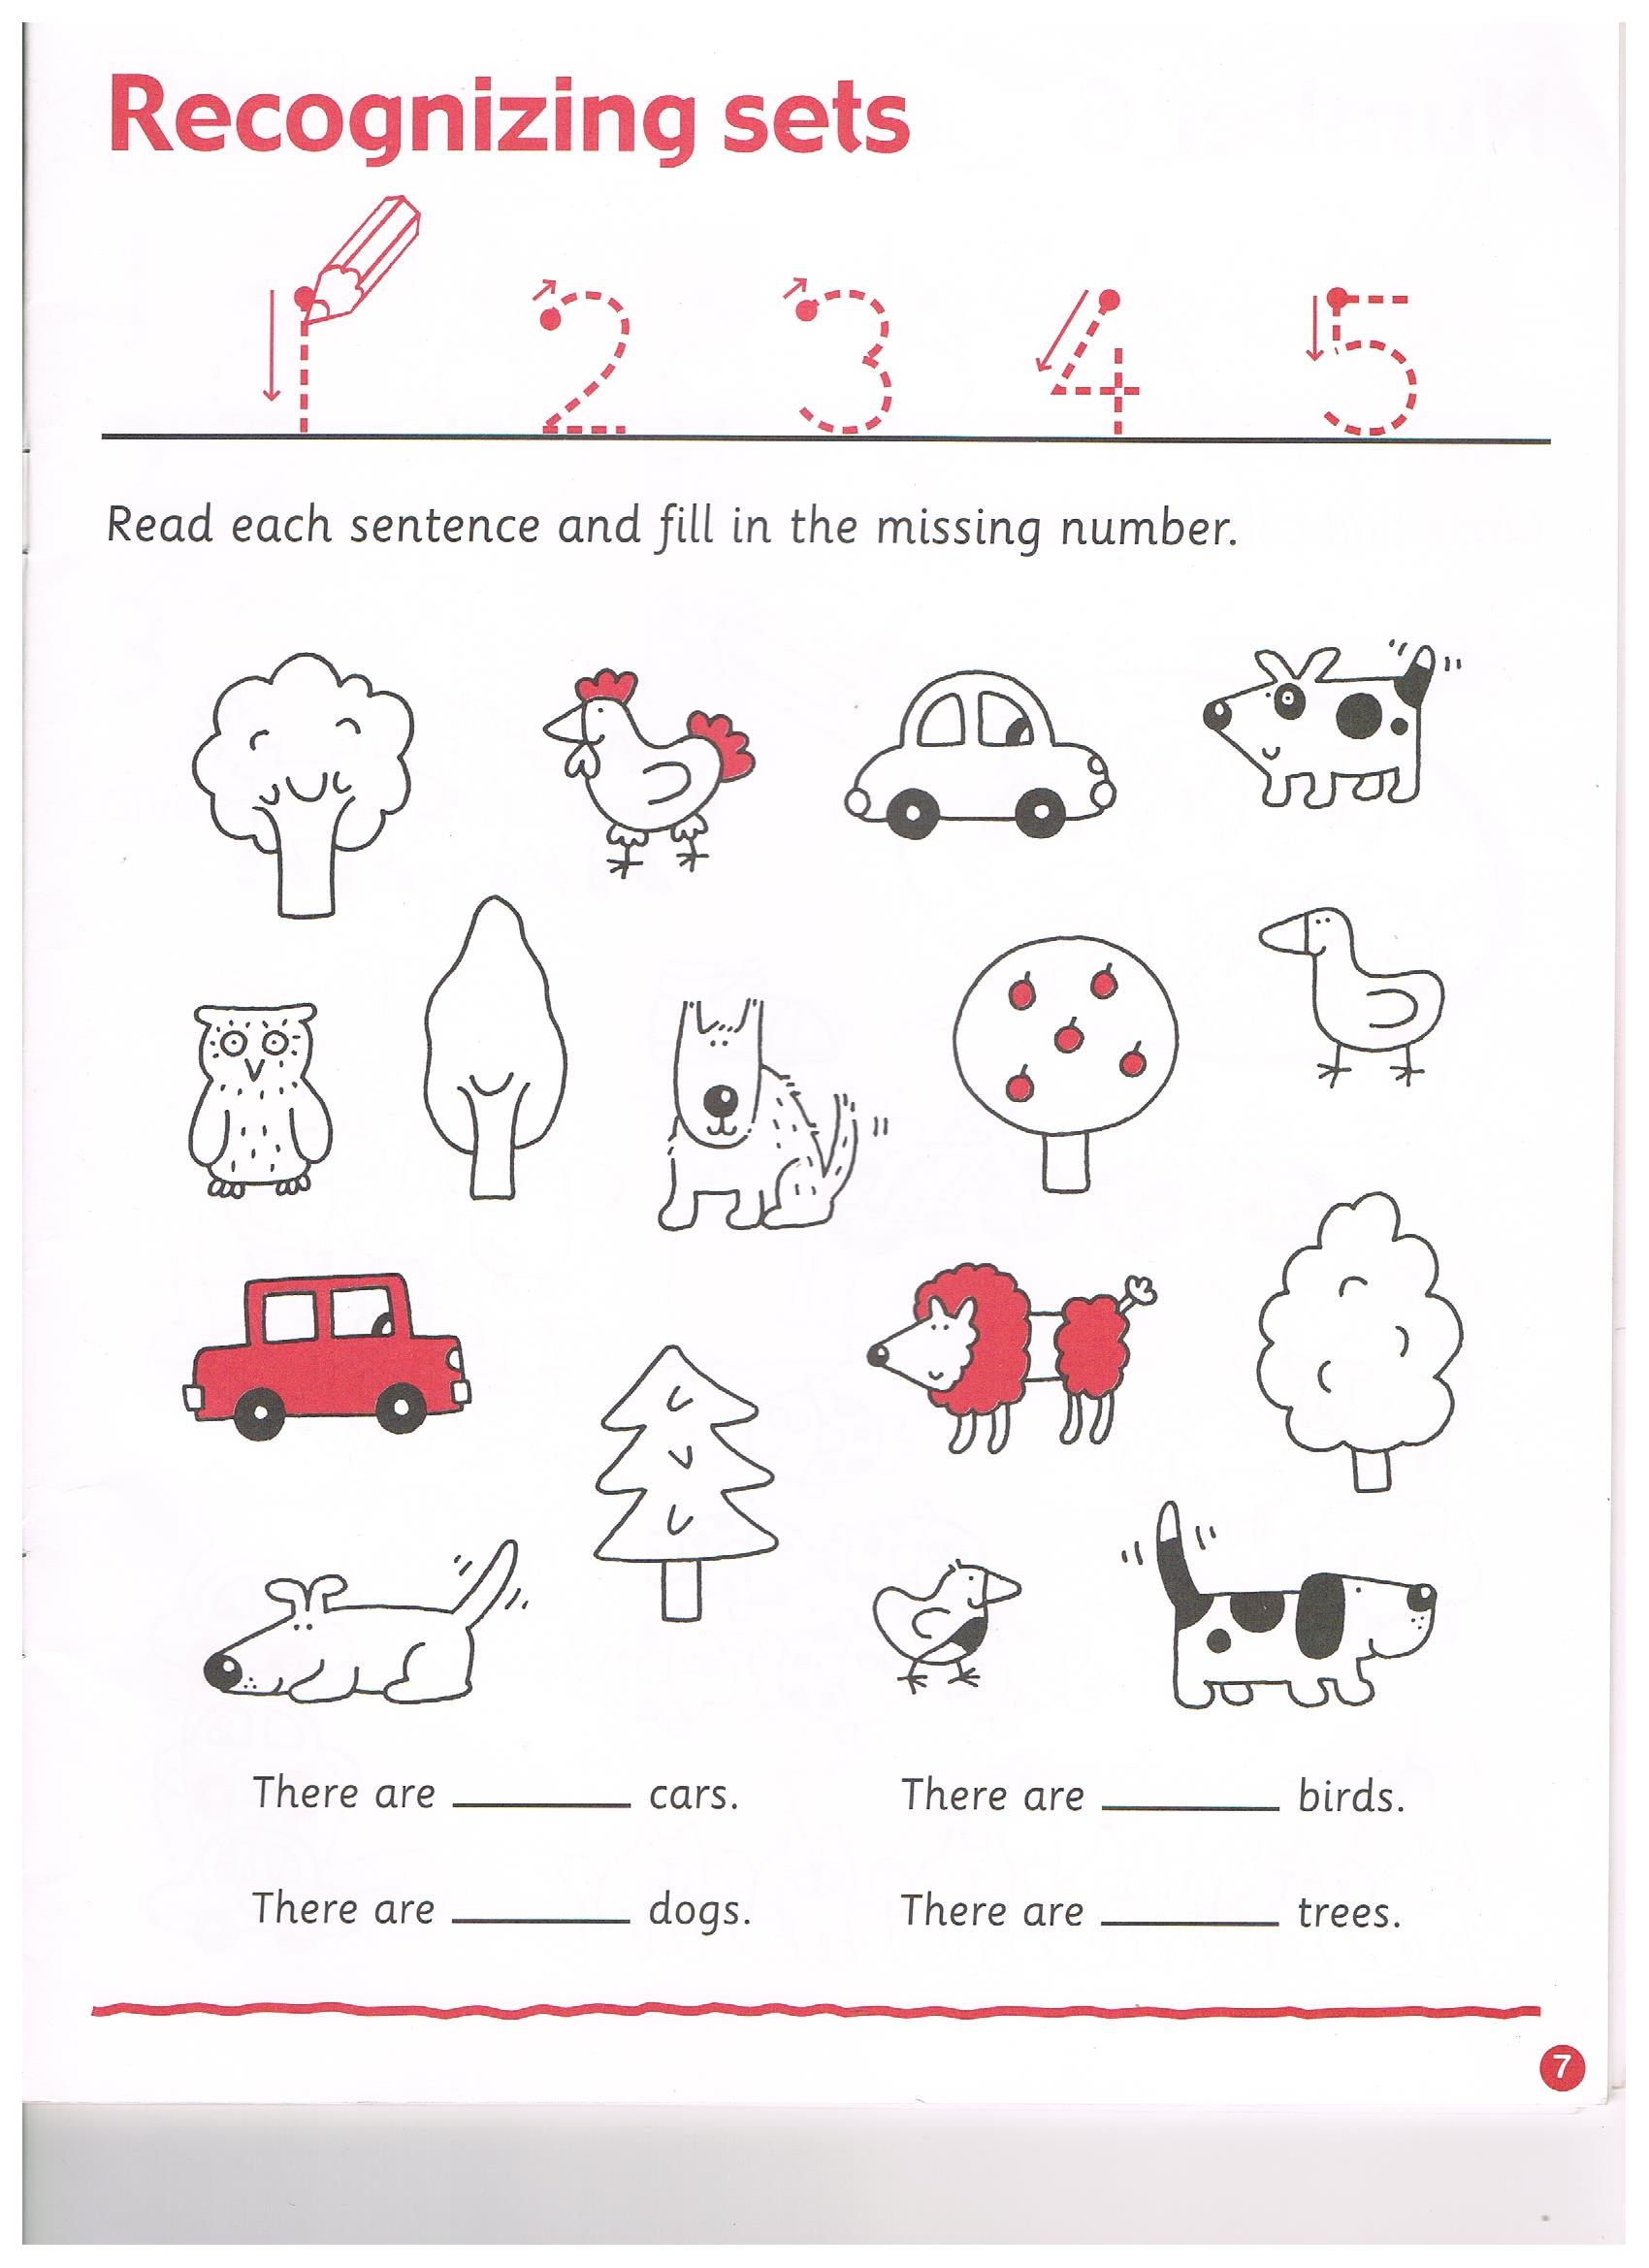 Recognizing sets
1 2 3 4 5
Read each sentence and fill in the missing number.
There are ______ cars. There are ______ birds.
There are ______ dogs. There are ______ trees.
7